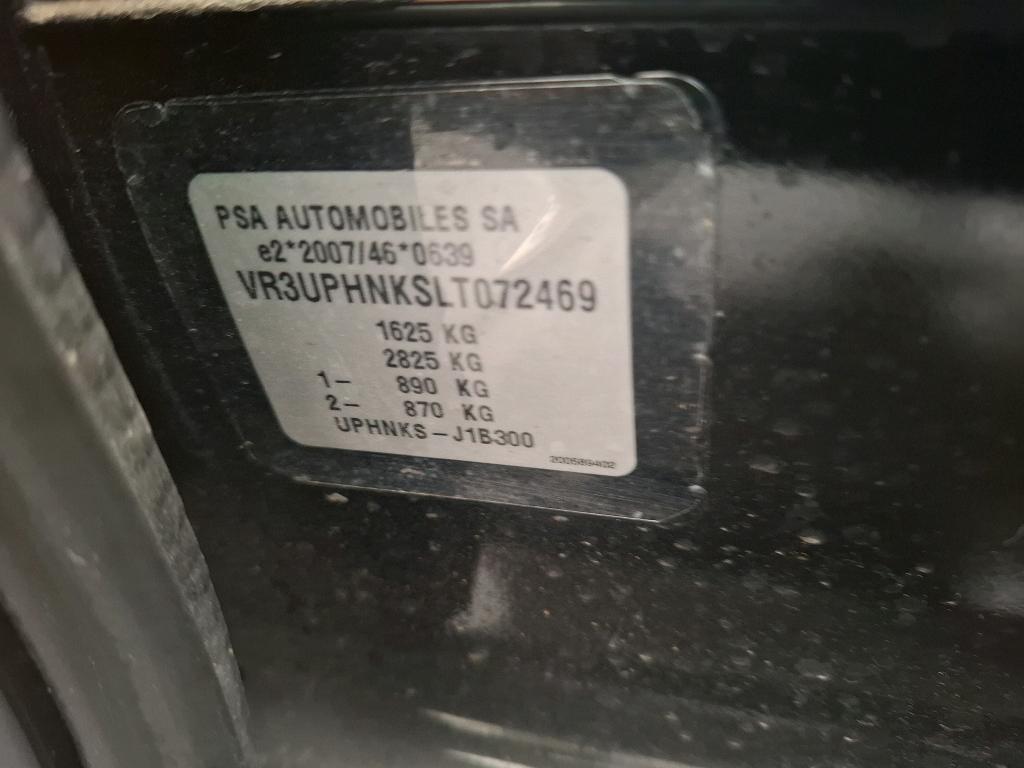 PSA AUTOMOBILES SA
e2*2007/46*0639
VR3UPHNKSLT072469
1625 KG
2825 KG
1- 890 KG
2- 870 KG
UPHNKS-J1B300
200589402